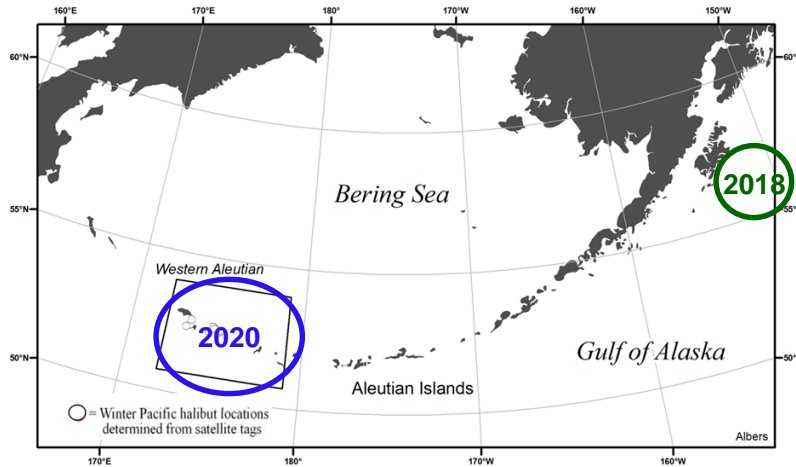 160°E 170°E 180° 170°W 160°W 150°W
60°N
60°
Bering Sea
2018
55°N
55°
Western Aleutian
2020
50°N
50°
Gulf of Alaska
Aleutian Islands
= Winter Pacific halibut locations
determined from satellite tags
Albers
170°E 180° 170°W 160°W